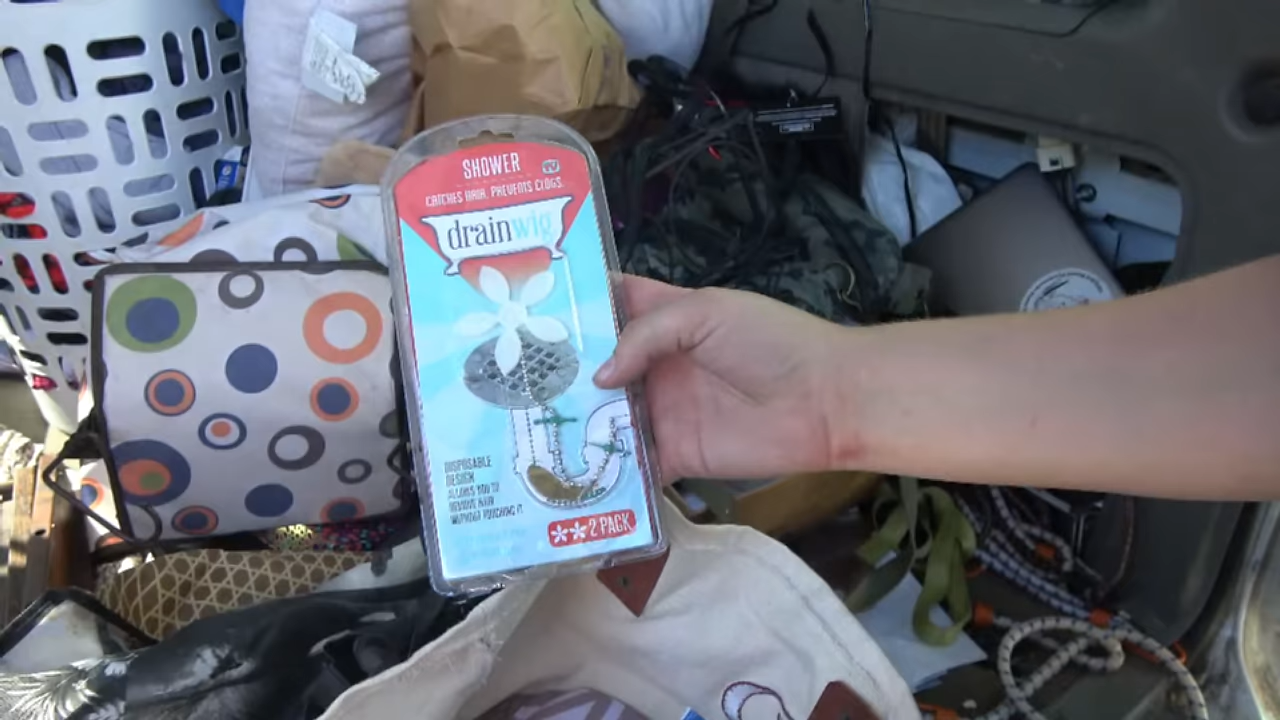 SHOWER
CATCHES HAIR. PREVENTS CLOGS.
drainwig
DISPOSABLE
DESIGN
ALLOWS YOU TO
REMOVE HAIR
WITHOUT TOUCHING IT
2 PACK